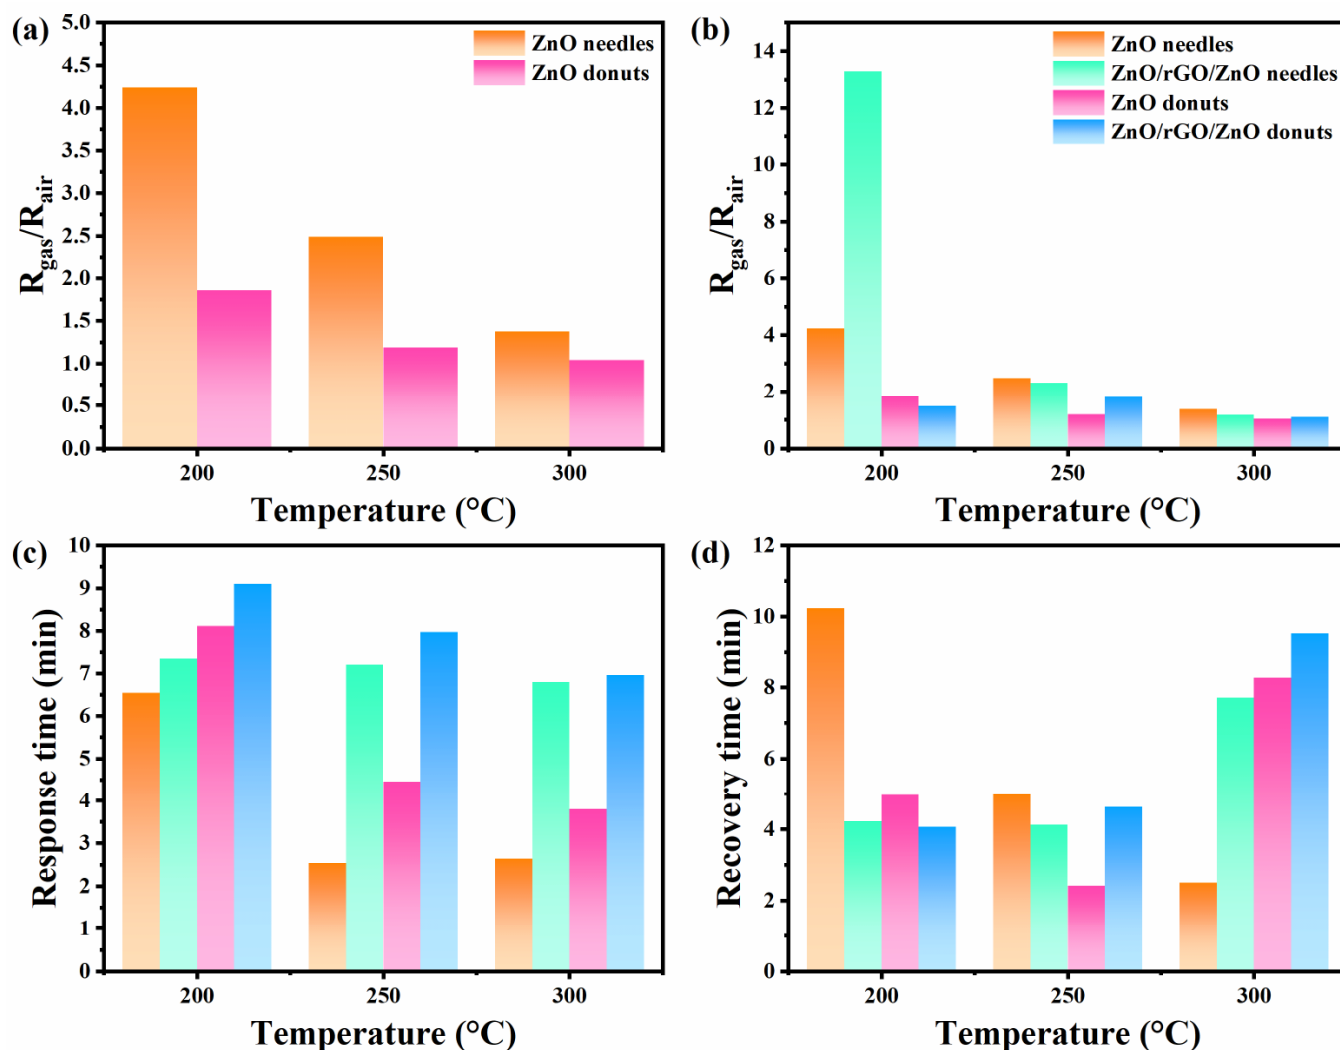 (a)
5.0
4.5
4.0
3.5
3.0
2.5
2.0
1.5
1.0
0.5
0.0
R_gas/R_air
ZnO needles
ZnO donuts
200
250
300
Temperature (°C)
(b)
14
12
10
8
6
4
2
0
R_gas/R_air
ZnO needles
ZnO/rGO/ZnO needles
ZnO donuts
ZnO/rGO/ZnO donuts
200
250
300
Temperature (°C)
(c)
10
9
8
7
6
5
4
3
2
1
0
Response time (min)
200
250
300
Temperature (°C)
(d)
12
10
8
6
4
2
0
Recovery time (min)
200
250
300
Temperature (°C)